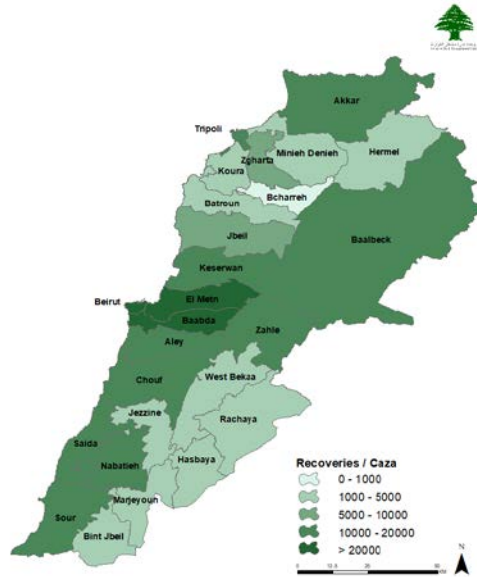 Akkar
Tripoli
Zgharta
Minieh Denieh
Hermel
Koura
Bcharreh
Batroun
Jbeil
Baalbeck
Keserwan
Beirut
El Metn
Baabda
Zahle
Aley
Chouf
West Bekaa
Jezzine
Rachaya
Saida
Hasbaya
Nabatieh
Marjeyoun
Sour
Bint Jbeil
Recoveries / Caza
0 - 1000
1000 - 5000
5000 - 10000
10000 - 20000
> 20000
N